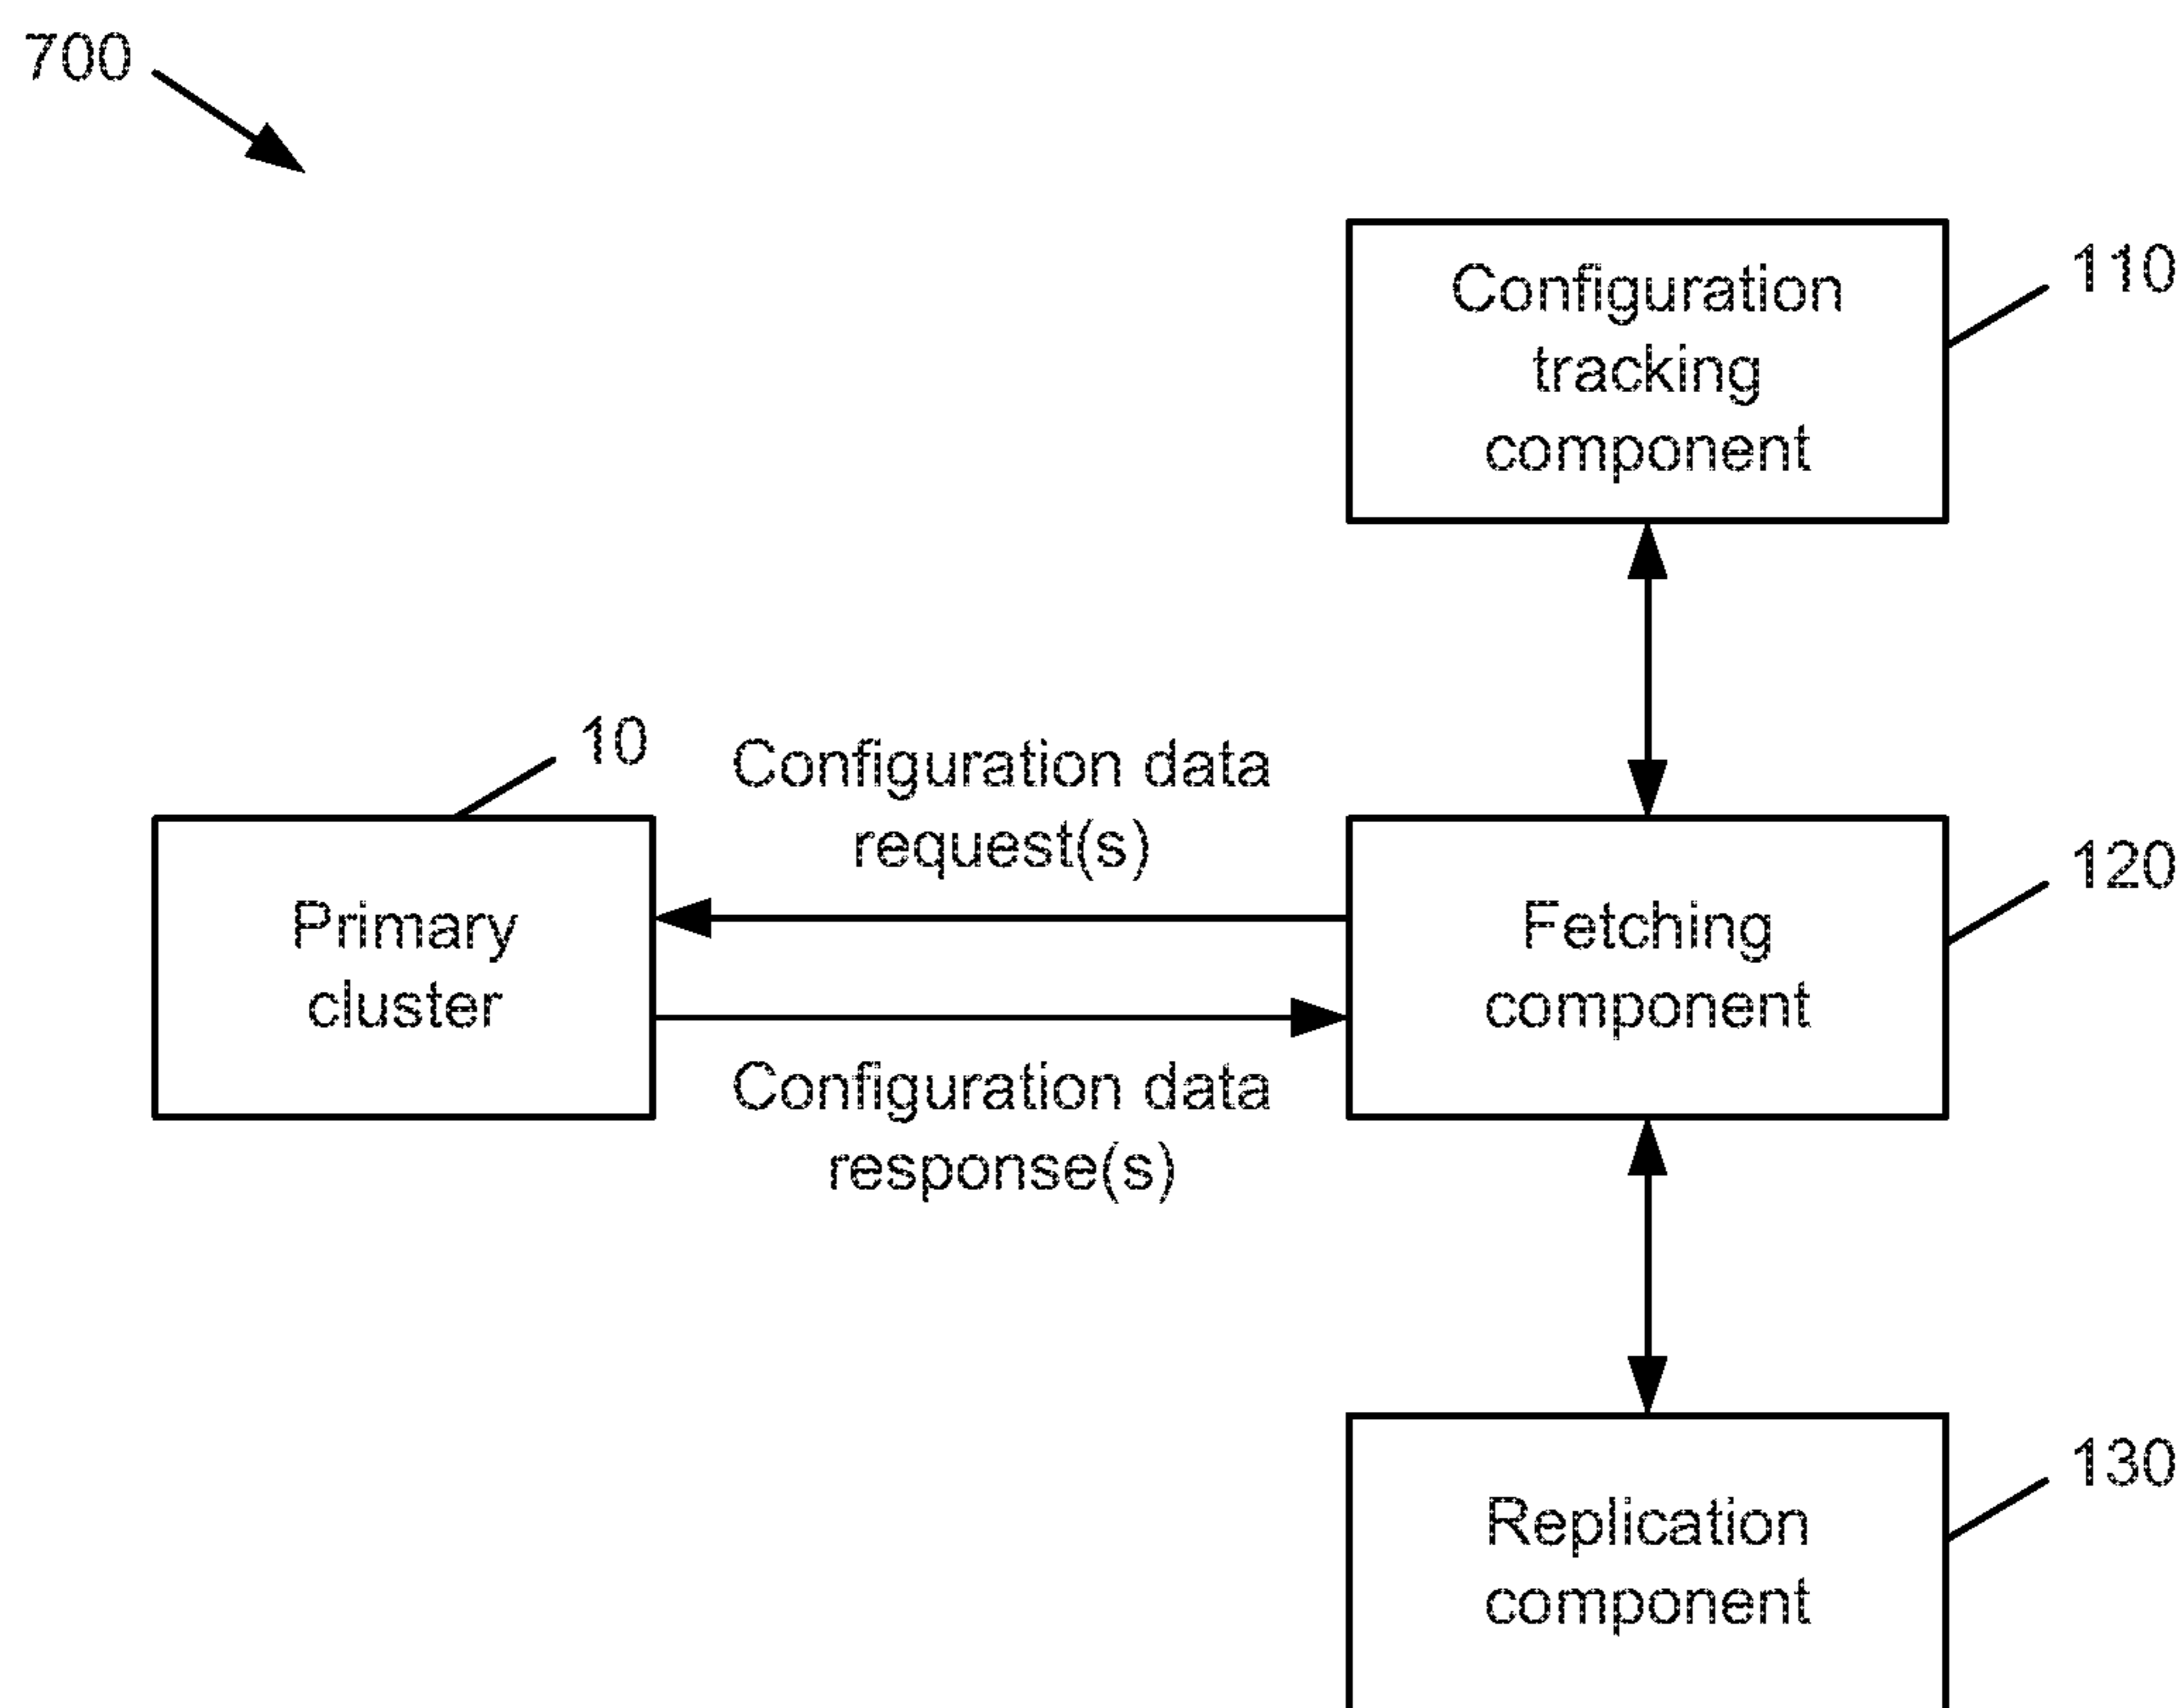 700
Configuration
tracking
component
110
10
Configuration data
request(s)
Primary
cluster
Fetching
component
120
Configuration data
response(s)
Replication
component
130